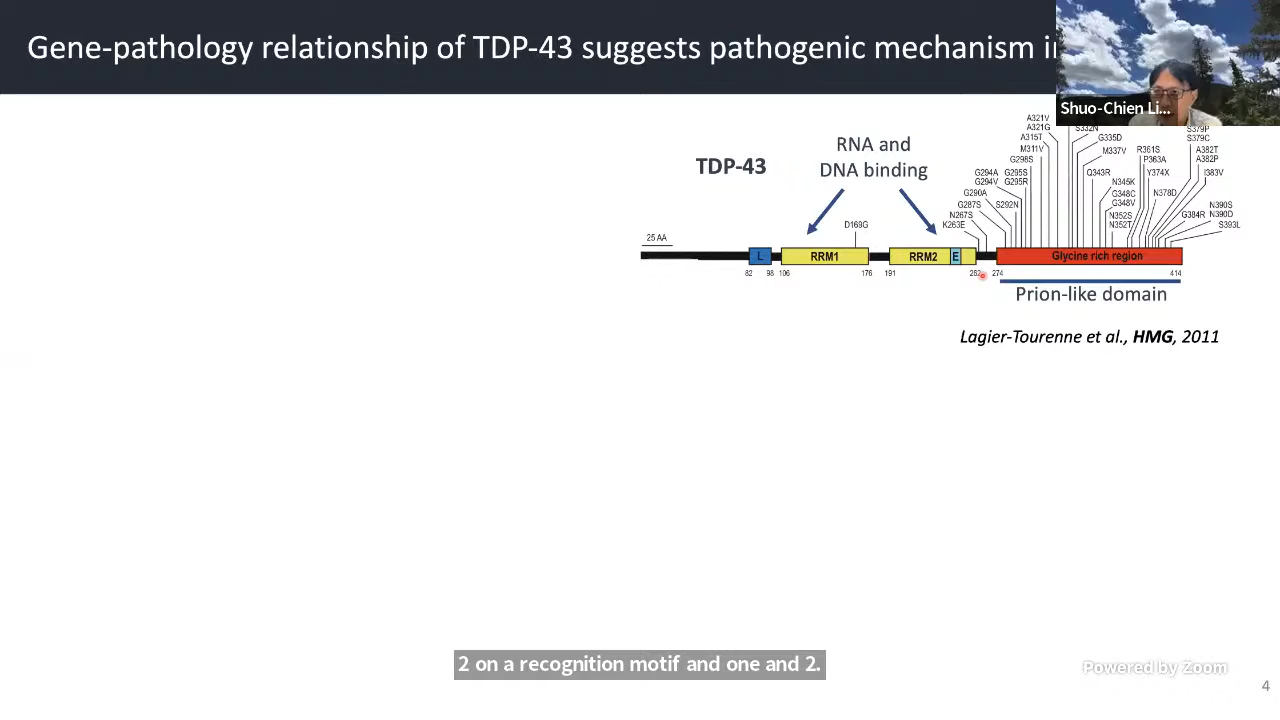 Gene-pathology relationship of TDP-43 suggests pathogenic mechanism in
Shuo-Chien Li...
TDP-43
RNA and
DNA binding
A321V
A321G
A315T
M311V
G298S
G294A
G294V
G295S
G295R
G290A
G287S
S292N
N267S
K263E
D169G
S332N
G335D
M337V
Q343R
N345K
G348C
G348V
N352S
N352T
R361S
P363A
Y374X
N378D
S379P
S379C
A382T
A382P
I383V
G384R
N390S
N390D
S393L
25 AA
L
RRM1
RRM2
E
Glycine rich region
82
98
106
176
191
262
274
414
Prion-like domain
Lagier-Tourenne et al., HMG, 2011
2 on a recognition motif and one and 2.
Powered by Zoom
4